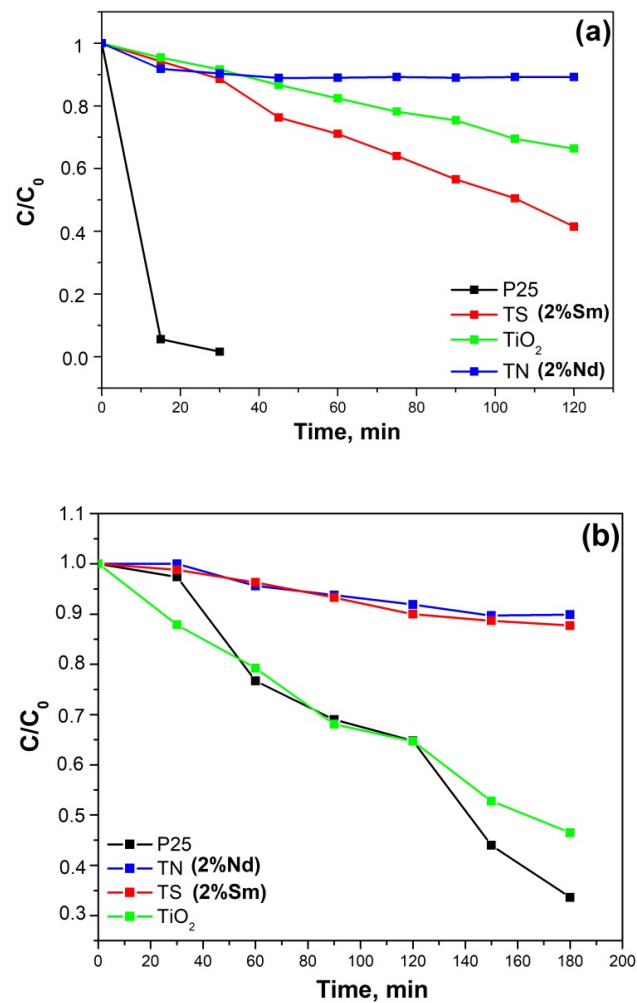 (a)
1
0.8
0.6
0.4
0.2
0.0
C/C₀
P25
TS (2%Sm)
TiO₂
TN (2%Nd)
0 20 40 60 80 100 120
Time, min
(b)
1.1
1.0
0.9
0.8
0.7
0.6
0.5
0.4
0.3
C/C₀
P25
TN (2%Nd)
TS (2%Sm)
TiO₂
0 20 40 60 80 100 120 140 160 180 200
Time, min